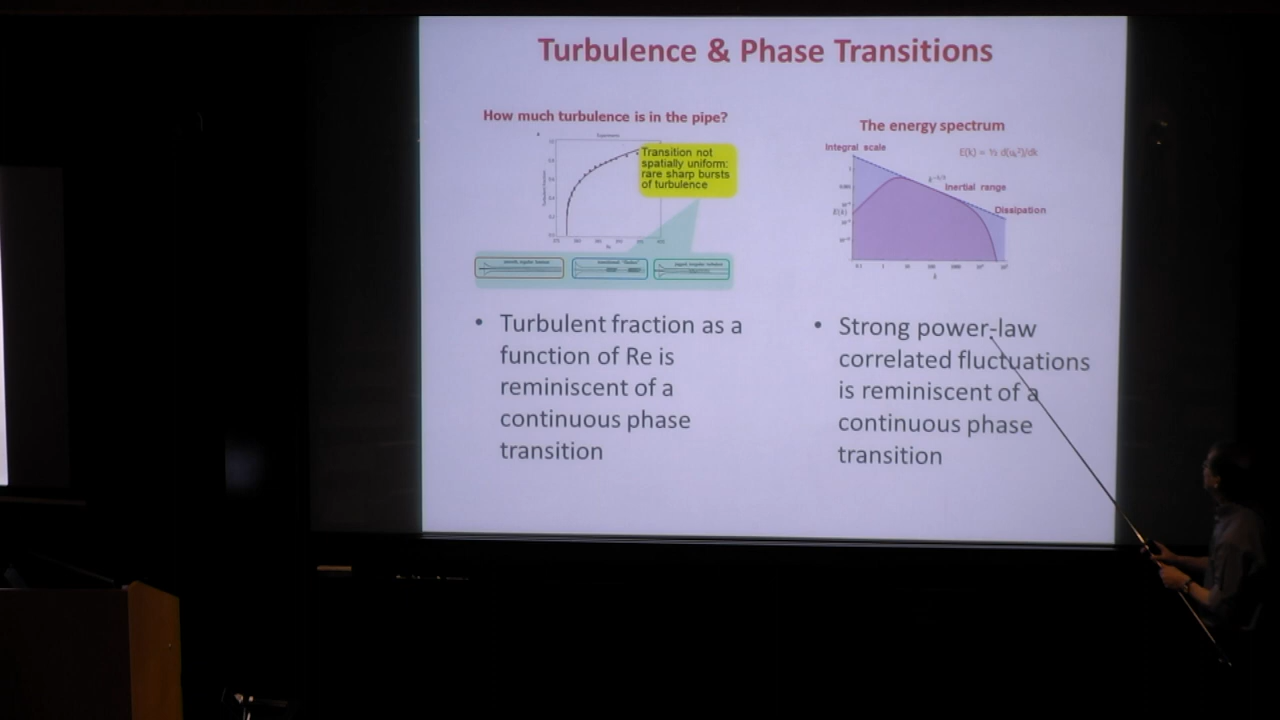 Turbulence & Phase Transitions
How much turbulence is in the pipe?
Transition not
spatially uniform:
rare sharp bursts
of turbulence
• Turbulent fraction as a
function of Re is
reminiscent of a
continuous phase
transition
The energy spectrum
Integral scale
E(k) = ½ d⟨uₖ²⟩/dk
Inertial range
Dissipation
E(k)
k
• Strong power-law
correlated fluctuations
is reminiscent of a
continuous phase
transition